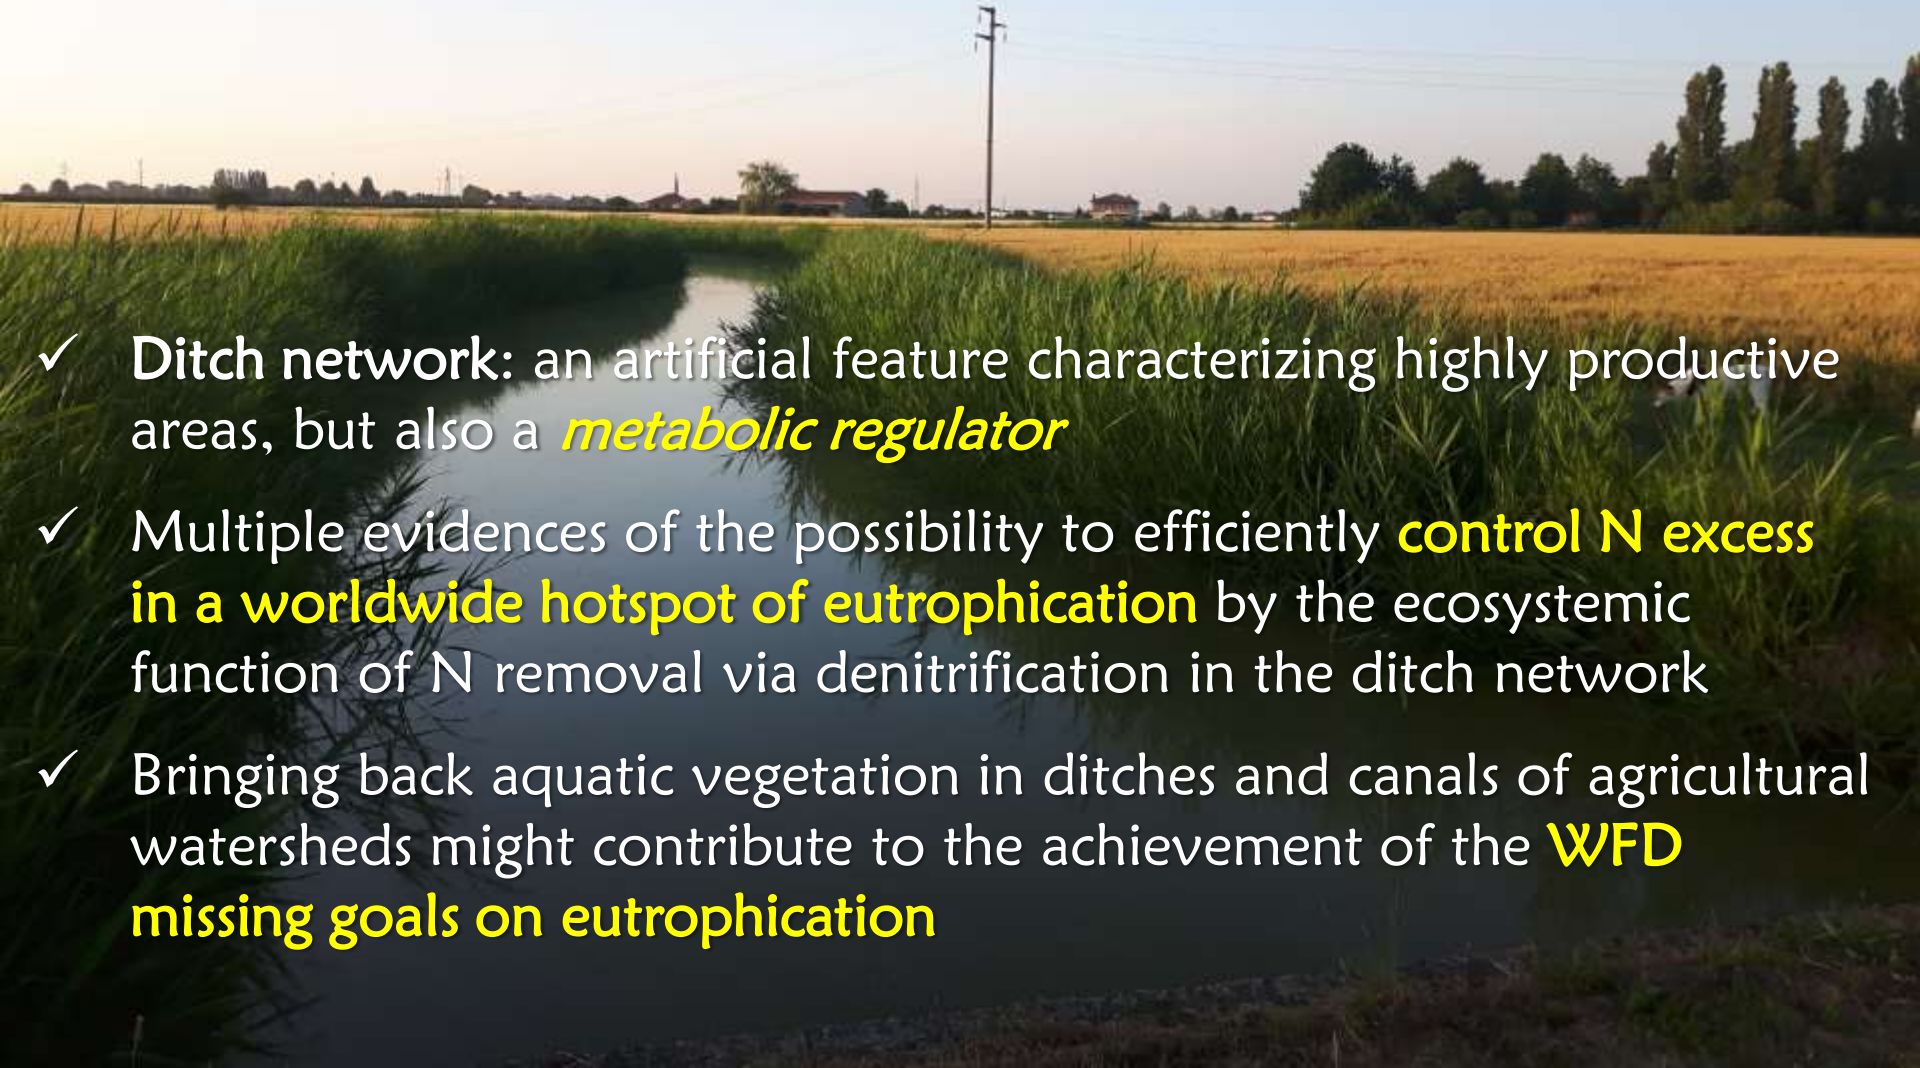 ✓ Ditch network: an artificial feature characterizing highly productive
areas, but also a metabolic regulator
✓ Multiple evidences of the possibility to efficiently control N excess
in a worldwide hotspot of eutrophication by the ecosystemic
function of N removal via denitrification in the ditch network
✓ Bringing back aquatic vegetation in ditches and canals of agricultural
watersheds might contribute to the achievement of the WFD
missing goals on eutrophication